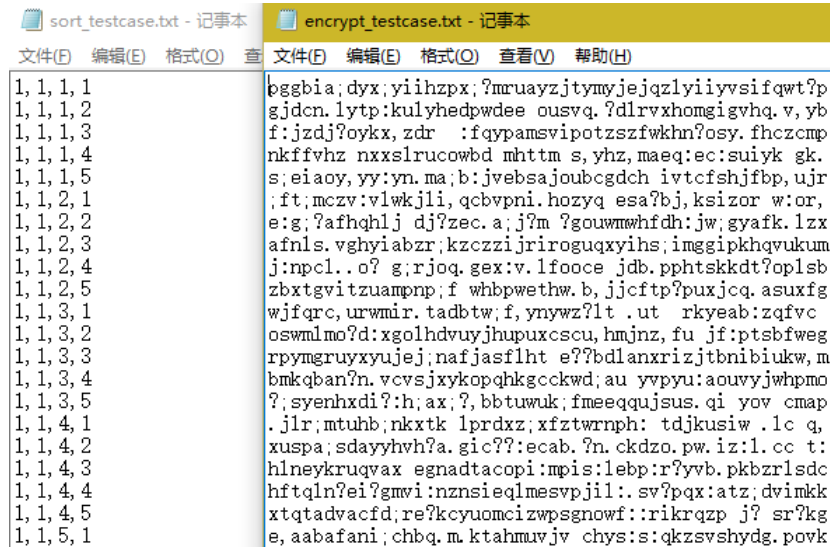 sort_testcase.txt - 记事本
文件(F) 编辑(E) 格式(O) 查
1, 1, 1, 1
1, 1, 1, 2
1, 1, 1, 3
1, 1, 1, 4
1, 1, 1, 5
1, 1, 2, 1
1, 1, 2, 2
1, 1, 2, 3
1, 1, 2, 4
1, 1, 2, 5
1, 1, 3, 1
1, 1, 3, 2
1, 1, 3, 3
1, 1, 3, 4
1, 1, 3, 5
1, 1, 4, 1
1, 1, 4, 2
1, 1, 4, 3
1, 1, 4, 4
1, 1, 4, 5
1, 1, 5, 1
encrypt_testcase.txt - 记事本
文件(F) 编辑(E) 格式(O) 查看(V) 帮助(H)
pggbia;dyx;yiihzpx;?mruayzjtymyjejqzlyiiyvsifqwt?p
gjdcn.lytp:kulyhedpwdee ousvq.?dlrvxhomgigvhq.v,yb
f:jzdj?oykx,zdr  :fqypamsvipotzszfwkhn?osy.fhczcmp
nkffvhz nxxslrucowbd mhttm s,yhz,maeq:ec:suiyk gk.
s;eiaoy,yy:yn.ma;b:jvebsajoubcgdch ivtcfshjfbp,ujr
;ft;mczv:vlwkjli,qcbvpni.hozyq esa?bj,ksizor w:or,
e:g;?afhqhlj dj?zec.a;j?m ?gouwmwhfdh:jw;gyafk.lzx
afnls.vghyiabzr;kzczzijriroguqxyihs;imggipkhqvukum
j:npcl..o? g;rjoq.gex:v.lfooce jdb.pphtskkdt?oplsb
zbxtgvitzuampnp;f whbpwethw.b,jjcftp?puxjcq.asuxfg
wjfqrc,urwmir.tadbtw;f,ynywz?lt .ut rkyeab:zqfvc
oswmlmo?d:xgolhdvuyjhupuxcscu,hmjnz,fu jf:ptsbfweg
rpymgruyxyujej;nafjasflht e??bdlanxrizjtbnibiukw,m
bmkqban?n.vcvsjxykopqhkgcckwd;au yvpyu:aouvyjwhpmo
?;syenhxdi?:h;ax;?,bbtuwuk;fmeeqqujsus.qi yov cmap
.jlr;mtuhb;nkxtk lprdxz;xfztwrnph: tdjkusiw .lc q,
xuspa;sdayyhvh?a.gic??:ecab.?n.ckdzo.pw.iz:l.cc t:
hlneykruqvax egnadtacopi:mpis:lebp:r?yvb.pkbzrlsdc
hftqln?ei?gmvi:nznsieqlmesvpjil:.sv?pqx:atz;dvimkk
xtqtadvacfd;re?kcyuomcizwpsgnowf::rikrqzp j? sr?kg
e,aabafani;chbq.m.ktahmuvjv chys:s:qkzsvshydg.povk